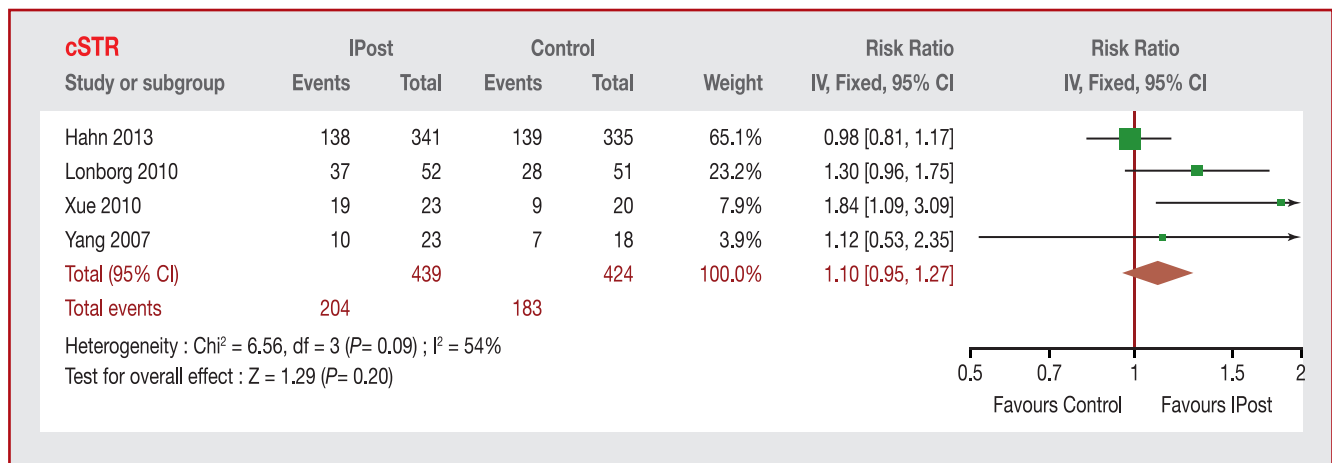 cSTR IPost Control Risk Ratio Risk Ratio
Study or subgroup Events Total Events Total Weight IV, Fixed, 95% CI IV, Fixed, 95% CI
Hahn 2013 138 341 139 335 65.1% 0.98 [0.81, 1.17]
Lonborg 2010 37 52 28 51 23.2% 1.30 [0.96, 1.75]
Xue 2010 19 23 9 20 7.9% 1.84 [1.09, 3.09]
Yang 2007 10 23 7 18 3.9% 1.12 [0.53, 2.35]
Total (95% CI) 439 424 100.0% 1.10 [0.95, 1.27]
Total events 204 183
Heterogeneity : Chi² = 6.56, df = 3 (P= 0.09) ; I² = 54%
Test for overall effect : Z = 1.29 (P= 0.20)
0.5 0.7 1 1.5 2
Favours Control Favours IPost